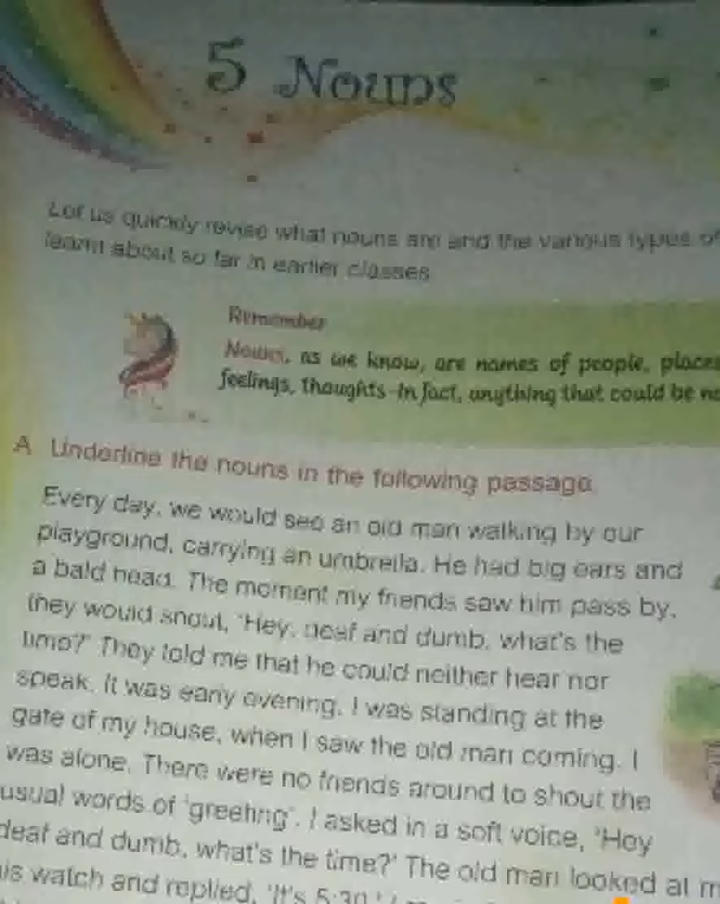 5 Nouns
Let us quickly revise what nouns are and the various types of
learnt about so far in earlier classes
Remember
Nouns, as we know, are names of people, places
feelings, thoughts-in fact, anything that could be
A Underline the nouns in the following passage.
Every day, we would see an old man walking by our
playground, carrying an umbrella. He had big ears and
a bald head. The moment my friends saw him pass by,
they would shout, 'Hey, deaf and dumb, what's the
time?' They told me that he could neither hear nor
speak. It was early evening. I was standing at the
gate of my house, when I saw the old man coming. I
was alone. There were no friends around to shout the
usual words of 'greeting'. I asked in a soft voice, 'Hey
deaf and dumb, what's the time?' The old man looked at
watch and replied, 'It's 5:30.'